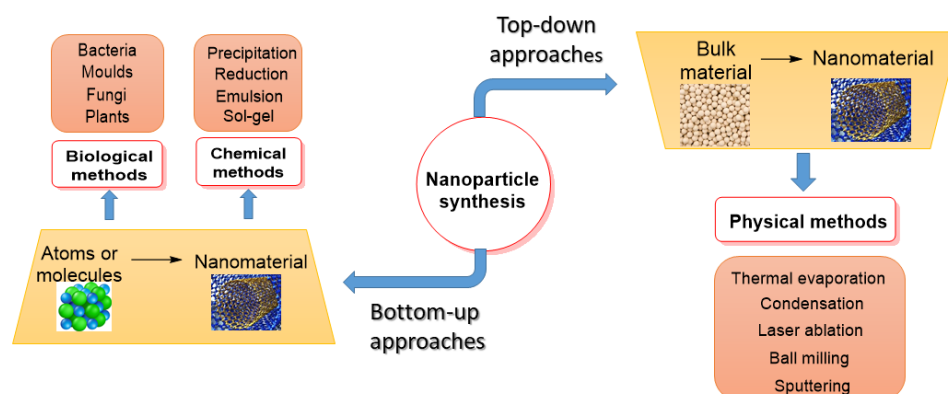 Bacteria
Moulds
Fungi
Plants
Precipitation
Reduction
Emulsion
Sol-gel
Biological
methods
Chemical
methods
Atoms or
molecules
Nanomaterial
Nanoparticle
synthesis
Top-down
approaches
Bottom-up
approaches
Bulk
material
Nanomaterial
Physical methods
Thermal evaporation
Condensation
Laser ablation
Ball milling
Sputtering